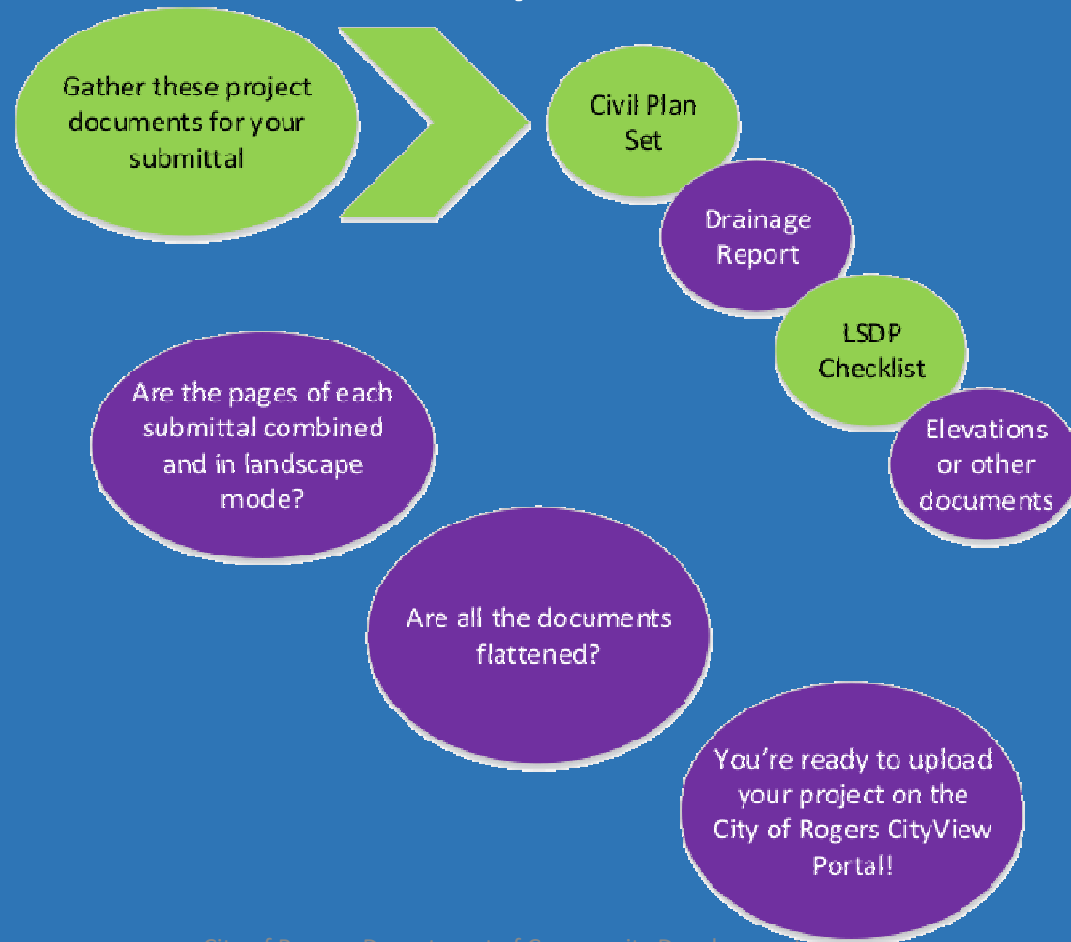 Gather these project
documents for your
submittal
Civil Plan
Set
Drainage
Report
LSDP
Checklist
Elevations
or other
documents
Are the pages of each
submittal combined
and in landscape
mode?
Are all the documents
flattened?
You're ready to upload
your project on the
City of Rogers CityView
Portal!